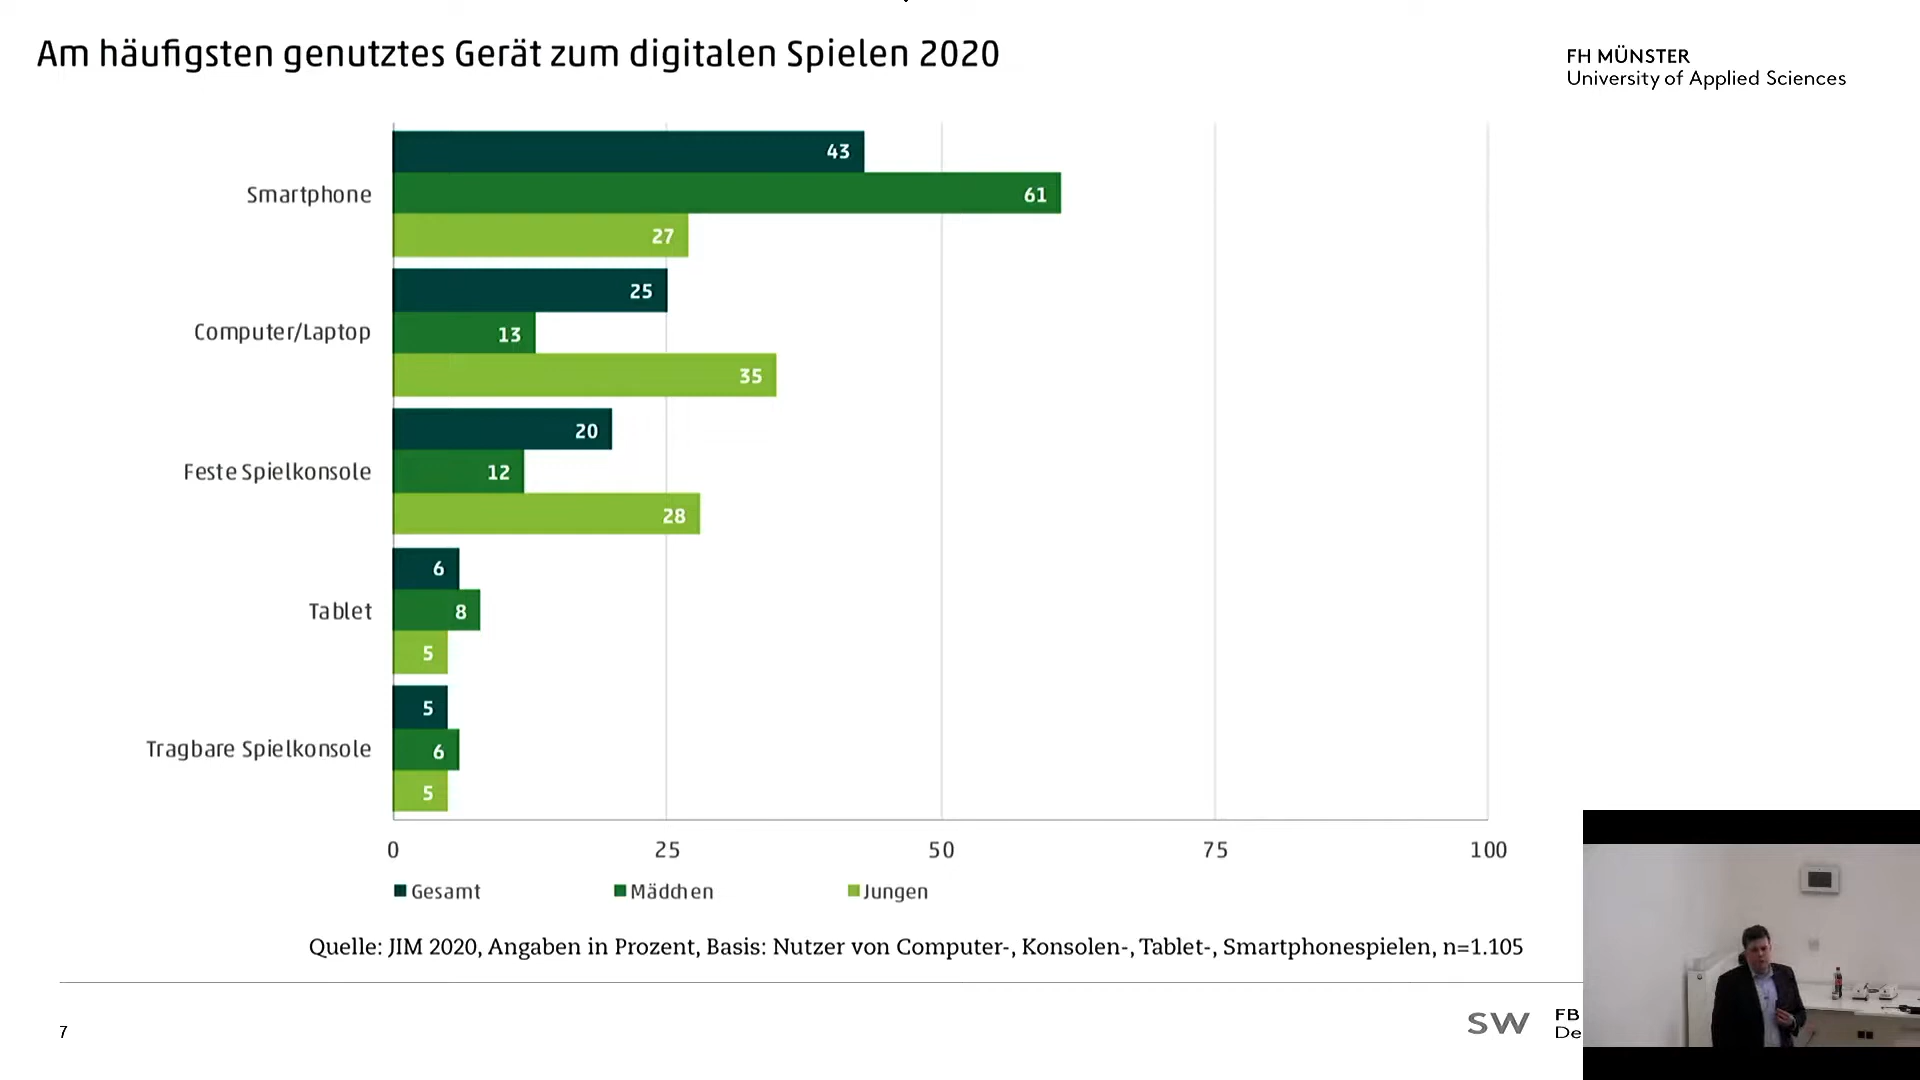 Am häufigsten genutztes Gerät zum digitalen Spielen 2020
FH MÜNSTER
University of Applied Sciences
43
Smartphone
61
27
25
Computer/Laptop
13
35
20
Feste Spielkonsole
12
28
6
Tablet
8
5
5
Tragbare Spielkonsole
6
5
0 25 50 75 100
Gesamt Mädchen Jungen
Quelle: JIM 2020, Angaben in Prozent, Basis: Nutzer von Computer-, Konsolen-, Tablet-, Smartphonespielen, n=1.105
7
SW
FB
De